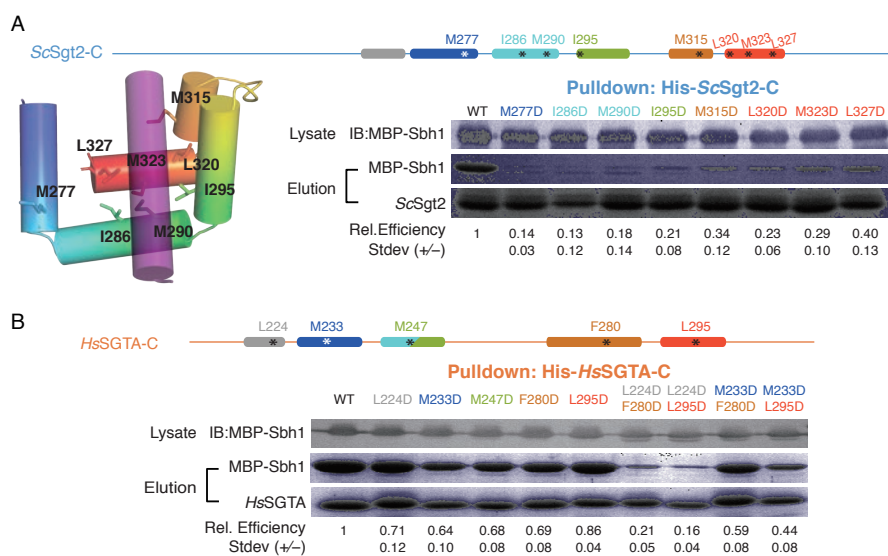 A
M277 I286 M290 I295 M315 L320 M323 L327
ScSgt2-C
* * * * * * * *
Pulldown: His-ScSgt2-C
WT M277D I286D M290D I295D M315D L320D M323D L327D
Lysate IB:MBP-Sbh1
Elution MBP-Sbh1
ScSgt2
Rel.Efficiency 1 0.14 0.13 0.18 0.21 0.34 0.23 0.29 0.40
Stdev (+/–) 0.03 0.12 0.14 0.08 0.12 0.06 0.10 0.13
M315
L327
M323 L320
M277 I295
I286 M290
B
L224 M233 M247 F280 L295
HsSGTA-C
* * * * *
Pulldown: His-HsSGTA-C
L224D L224D M233D M233D
WT L224D M233D M247D F280D L295D F280D L295D F280D L295D
Lysate IB:MBP-Sbh1
Elution MBP-Sbh1
HsSGTA
Rel. Efficiency 1 0.71 0.64 0.68 0.69 0.86 0.21 0.16 0.59 0.44
Stdev (+/–) 0.12 0.10 0.08 0.08 0.04 0.05 0.04 0.08 0.08